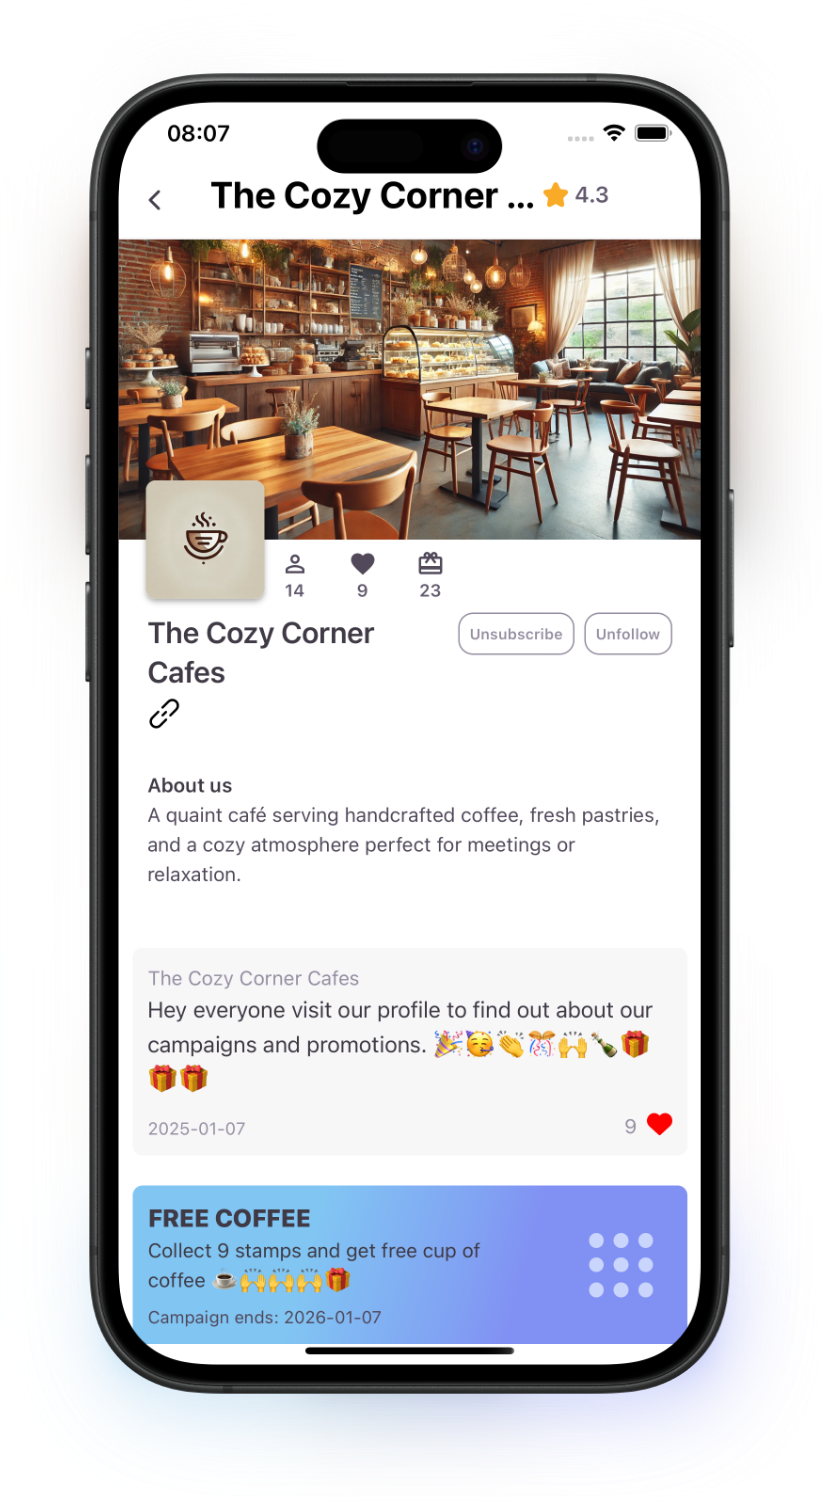 08:07
The Cozy Corner ... 4.3
14 9 23
The Cozy Corner
Cafes
Unsubscribe Unfollow
About us
A quaint café serving handcrafted coffee, fresh pastries,
and a cozy atmosphere perfect for meetings or
relaxation.
The Cozy Corner Cafes
Hey everyone visit our profile to find out about our
campaigns and promotions. 🎉🥳👏🎊🙌🍾🎁
🎁🎁
2025-01-07 9
FREE COFFEE
Collect 9 stamps and get free cup of
coffee ☕🙌🙌🙌🎁
Campaign ends: 2026-01-07